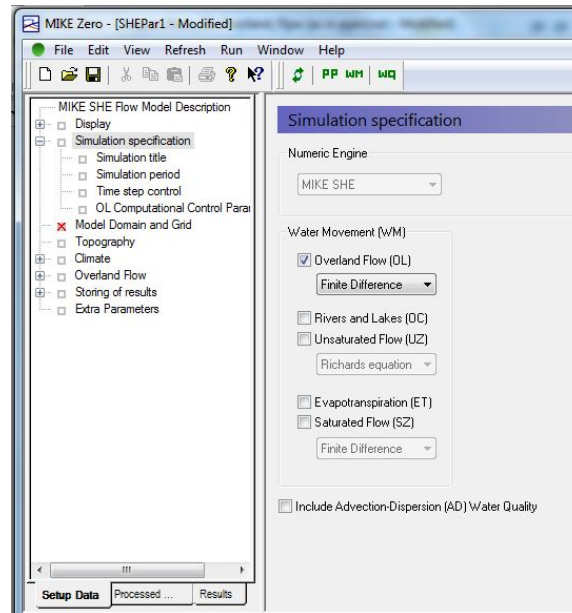 MIKE Zero - [SHEPar1 - Modified]
File Edit View Refresh Run Window Help
PP WM WQ
MIKE SHE Flow Model Description
Display
Simulation specification
Simulation title
Simulation period
Time step control
OL Computational Control Para
Model Domain and Grid
Topography
Climate
Overland Flow
Storing of results
Extra Parameters
Setup Data Processed ... Results
Simulation specification
Numeric Engine
MIKE SHE
Water Movement (WM)
Overland Flow (OL)
Finite Difference
Rivers and Lakes (OC)
Unsaturated Flow (UZ)
Richards equation
Evapotranspiration (ET)
Saturated Flow (SZ)
Finite Difference
Include Advection-Dispersion (AD) Water Quality